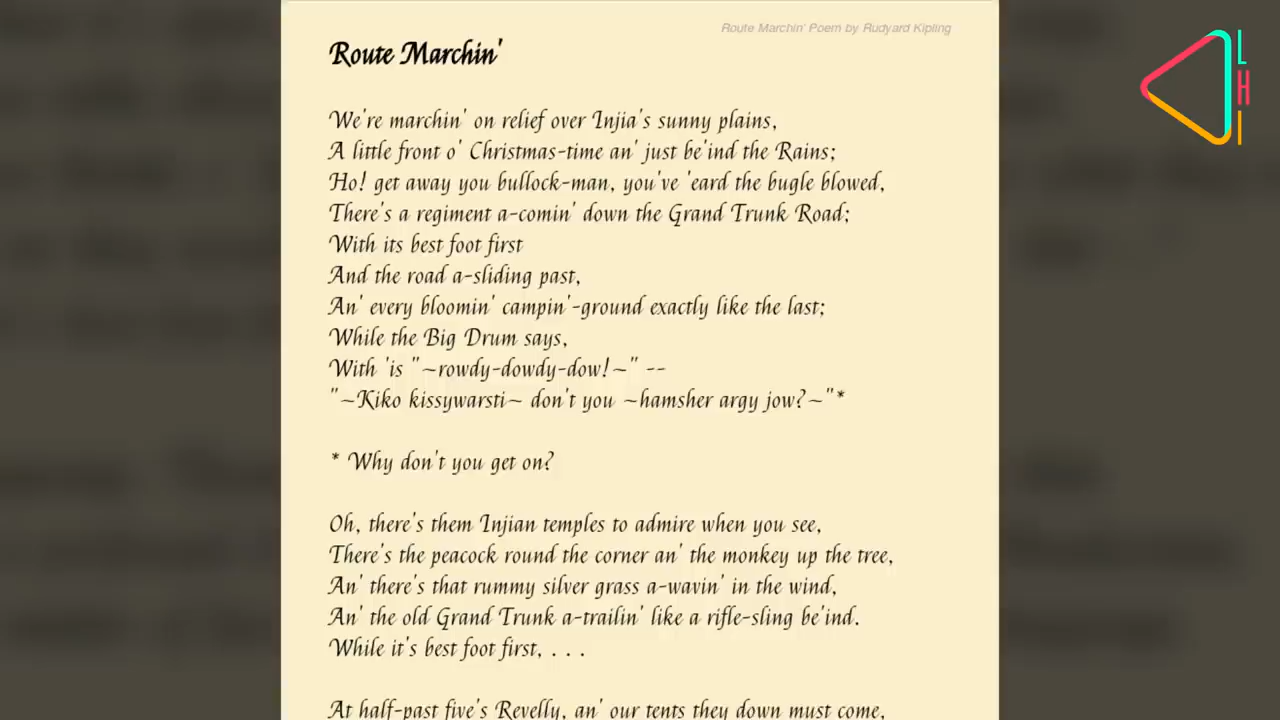 Route Marchin' Poem by Rudyard Kipling
Route Marchin'
We're marchin' on relief over Injia's sunny plains,
A little front o' Christmas-time an' just be'ind the Rains;
Ho! get away you bullock-man, you've 'eard the bugle blowed,
There's a regiment a-comin' down the Grand Trunk Road;
With its best foot first
And the road a-sliding past,
An' every bloomin' campin'-ground exactly like the last;
While the Big Drum says,
With 'is "~rowdy-dowdy-dow!~" --
"~Kiko kissywarsti~ don't you ~hamsher argy jow?~"*
* Why don't you get on?
Oh, there's them Injian temples to admire when you see,
There's the peacock round the corner an' the monkey up the tree,
An' there's that rummy silver grass a-wavin' in the wind,
An' the old Grand Trunk a-trailin' like a rifle-sling be'ind.
While it's best foot first, . . .
At half-past five's Revelly, an' our tents they down must come,
LHI